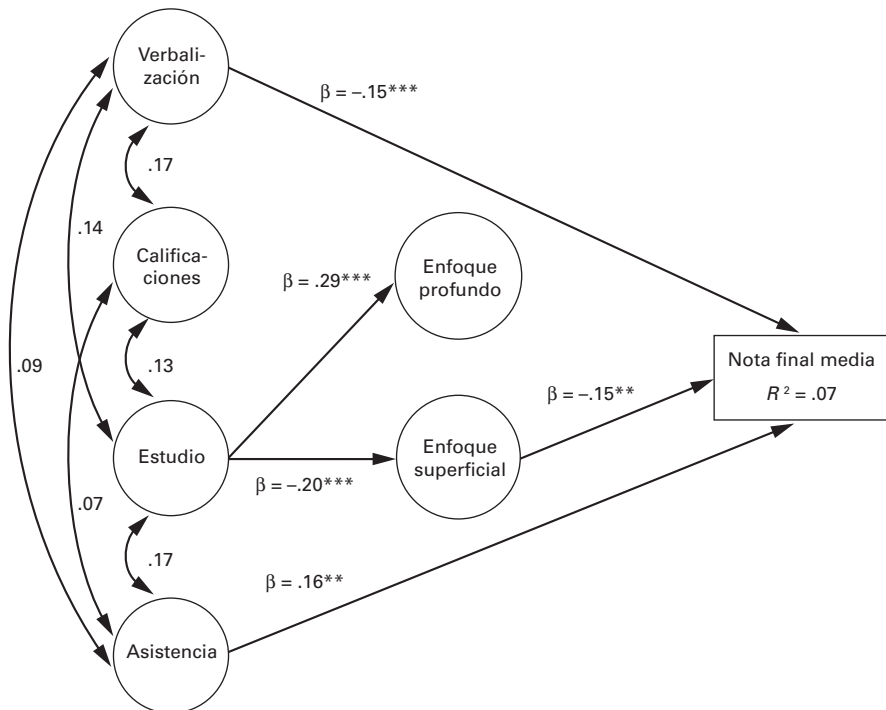 Verbali-
zación
β = –.15***
.17
.14
Califica-
ciones
Enfoque
profundo
β = .29***
.13
.09
Nota final media
R² = .07
β = –.15**
Estudio
Enfoque
superficial
β = –.20***
.07
.17
β = .16**
Asistencia